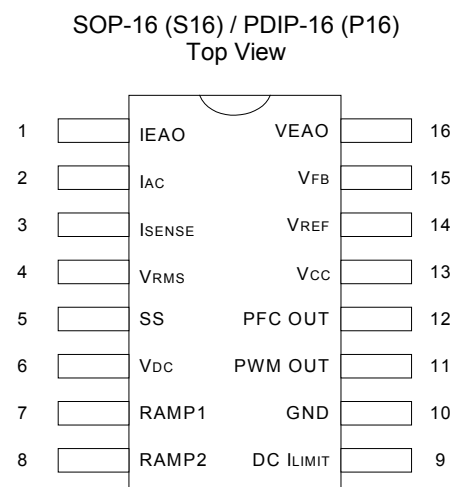 SOP-16 (S16) / PDIP-16 (P16)
Top View
1 IEAO VEAO 16
2 IAC VFB 15
3 ISENSE VREF 14
4 VRMS VCC 13
5 SS PFC OUT 12
6 VDC PWM OUT 11
7 RAMP1 GND 10
8 RAMP2 DC ILIMIT 9